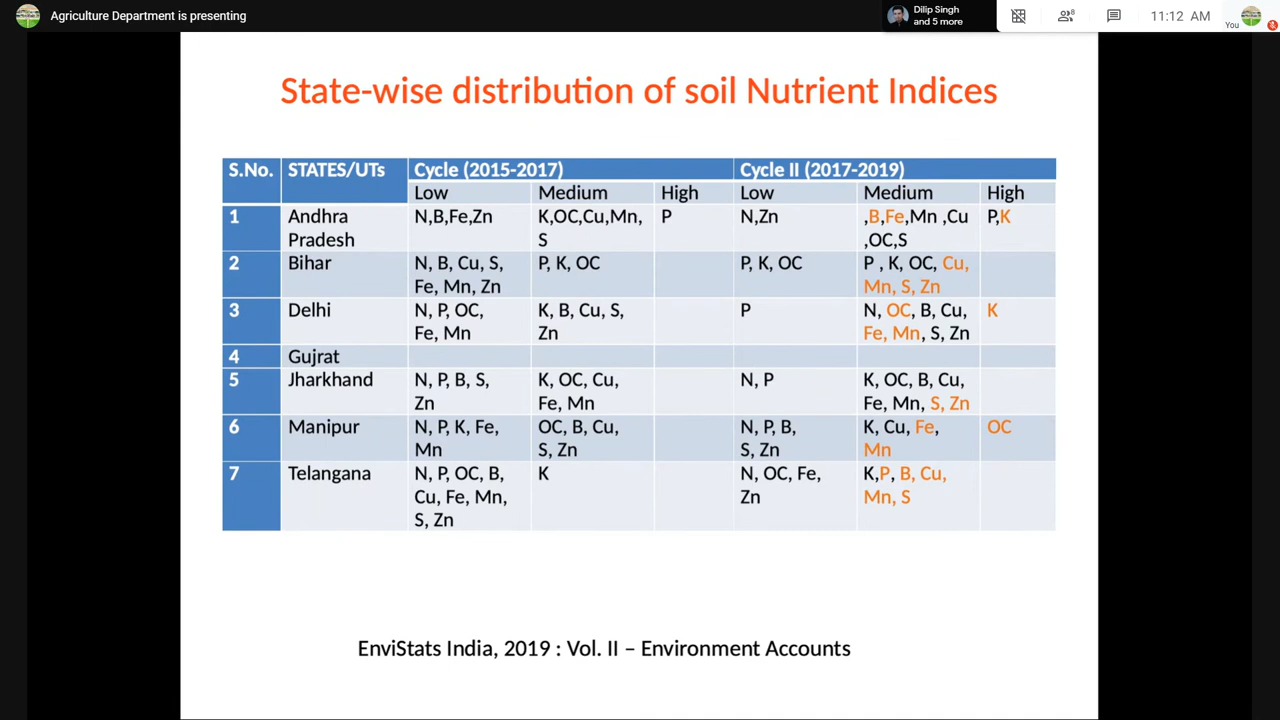 Agriculture Department is presenting
Dilip Singh
and 5 more
8
11:12 AM
You
State-wise distribution of soil Nutrient Indices
S.No. STATES/UTs Cycle (2015-2017) Cycle II (2017-2019)
Low Medium High Low Medium High
1 Andhra N,B,Fe,Zn K,OC,Cu,Mn, P N,Zn ,B,Fe,Mn ,Cu P,K
Pradesh S ,OC,S
2 Bihar N, B, Cu, S, P, K, OC P, K, OC P , K, OC, Cu,
Fe, Mn, Zn Mn, S, Zn
3 Delhi N, P, OC, K, B, Cu, S, P N, OC, B, Cu, K
Fe, Mn Zn Fe, Mn, S, Zn
4 Gujrat
5 Jharkhand N, P, B, S, K, OC, Cu, N, P K, OC, B, Cu,
Zn Fe, Mn Fe, Mn, S, Zn
6 Manipur N, P, K, Fe, OC, B, Cu, N, P, B, K, Cu, Fe, OC
Mn S, Zn S, Zn Mn
7 Telangana N, P, OC, B, K N, OC, Fe, K,P, B, Cu,
Cu, Fe, Mn, Zn Mn, S
S, Zn
EnviStats India, 2019 : Vol. II – Environment Accounts